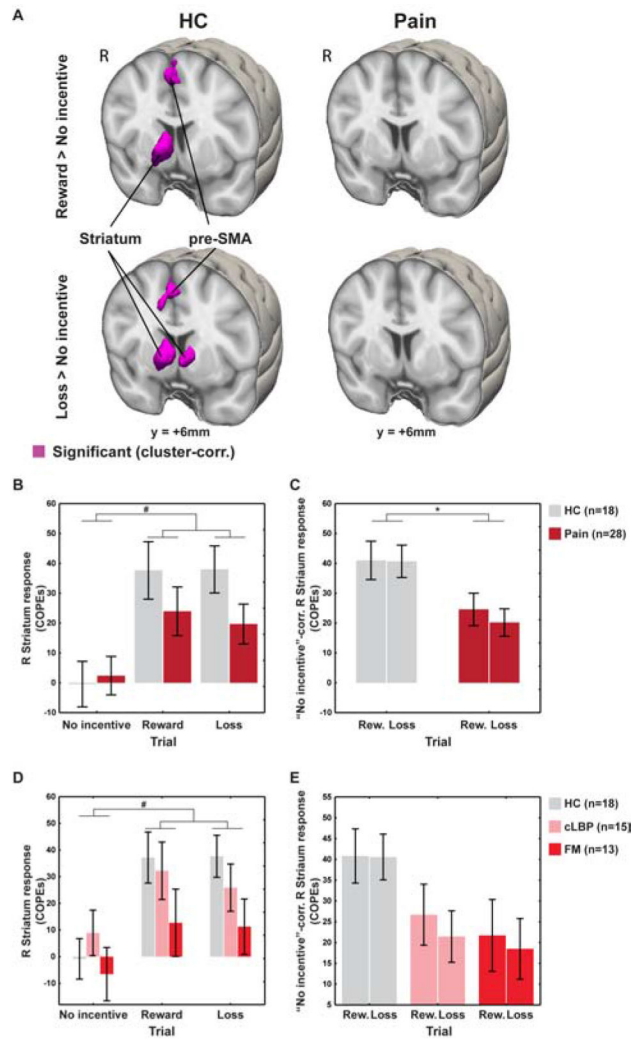 A
HC
Pain
R
R
Reward > No incentive
Striatum
pre-SMA
Loss > No incentive
y = +6mm
y = +6mm
Significant (cluster-corr.)
B
R Striatum response
(COPEs)
60
50
40
30
20
10
0
-10
#
No incentive
Reward
Loss
Trial
C
“No incentive”-corr. R Striaum response
(COPEs)
60
50
40
30
20
10
0
-10
*
Rew. Loss
Rew. Loss
Trial
HC (n=18)
Pain (n=28)
D
R Striatum response
(COPEs)
60
50
40
30
20
10
0
-10
#
No incentive
Reward
Loss
Trial
E
“No incentive”-corr. R Striaum response
(COPEs)
55
50
45
40
35
30
25
20
15
10
5
Rew. Loss
Rew. Loss
Rew. Loss
Trial
HC (n=18)
cLBP (n=15)
FM (n=13)